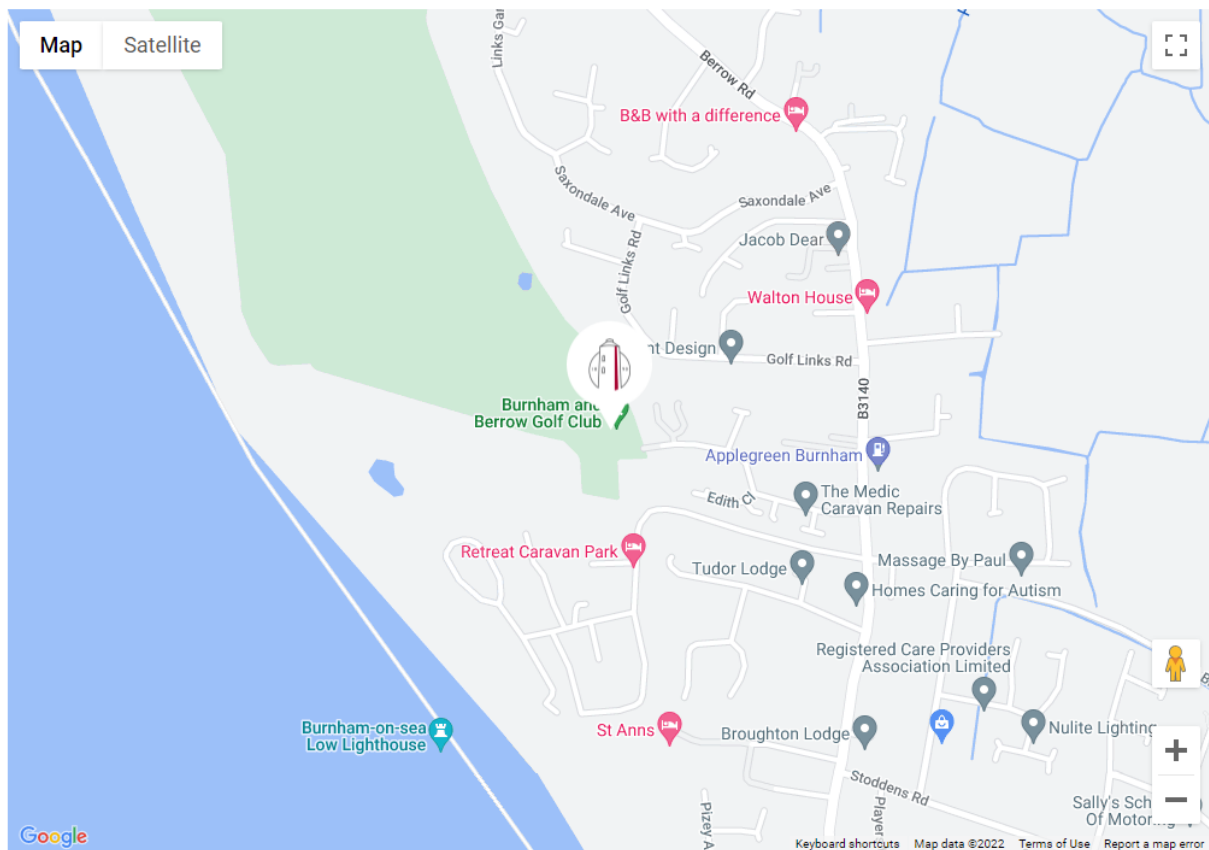 Map
Satellite
Links
Berrow Rd
B&B with a difference
Saxondale Ave
Saxondale Ave
Jacob Dear
Golf Links Rd
Walton House
Design
Golf Links Rd
B3140
Burnham and
Berrow Golf Club
Applegreen Burnham
Edith Cl
The Medic
Caravan Repairs
Retreat Caravan Park
Tudor Lodge
Massage By Paul
Homes Caring for Autism
Registered Care Providers
Association Limited
Burnham-on-sea
Low Lighthouse
St Anns
Broughton Lodge
Nulite Lighting
Stoddens Rd
Pizey
Sally's
Of Motoring
Google
Keyboard shortcuts
Map data ©2022
Terms of Use
Report a map error